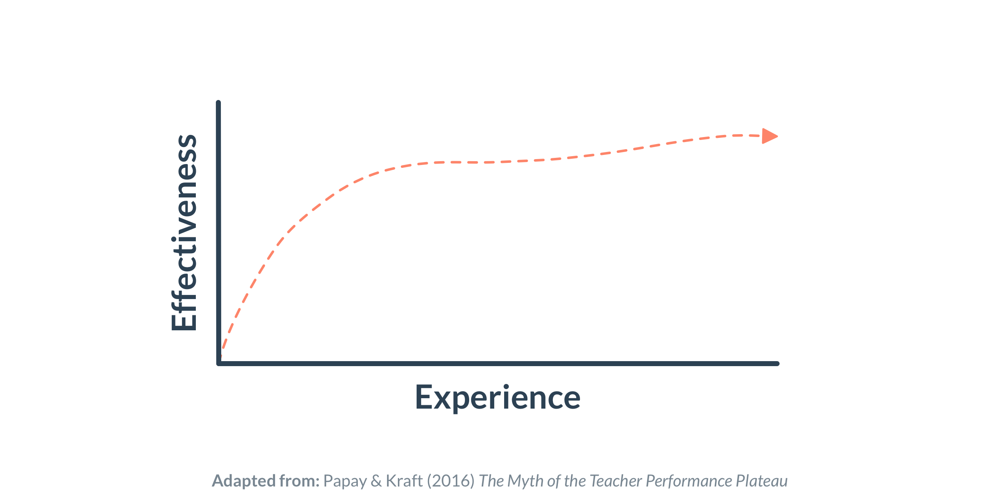 Effectiveness
Experience
Adapted from: Papay & Kraft (2016) The Myth of the Teacher Performance Plateau